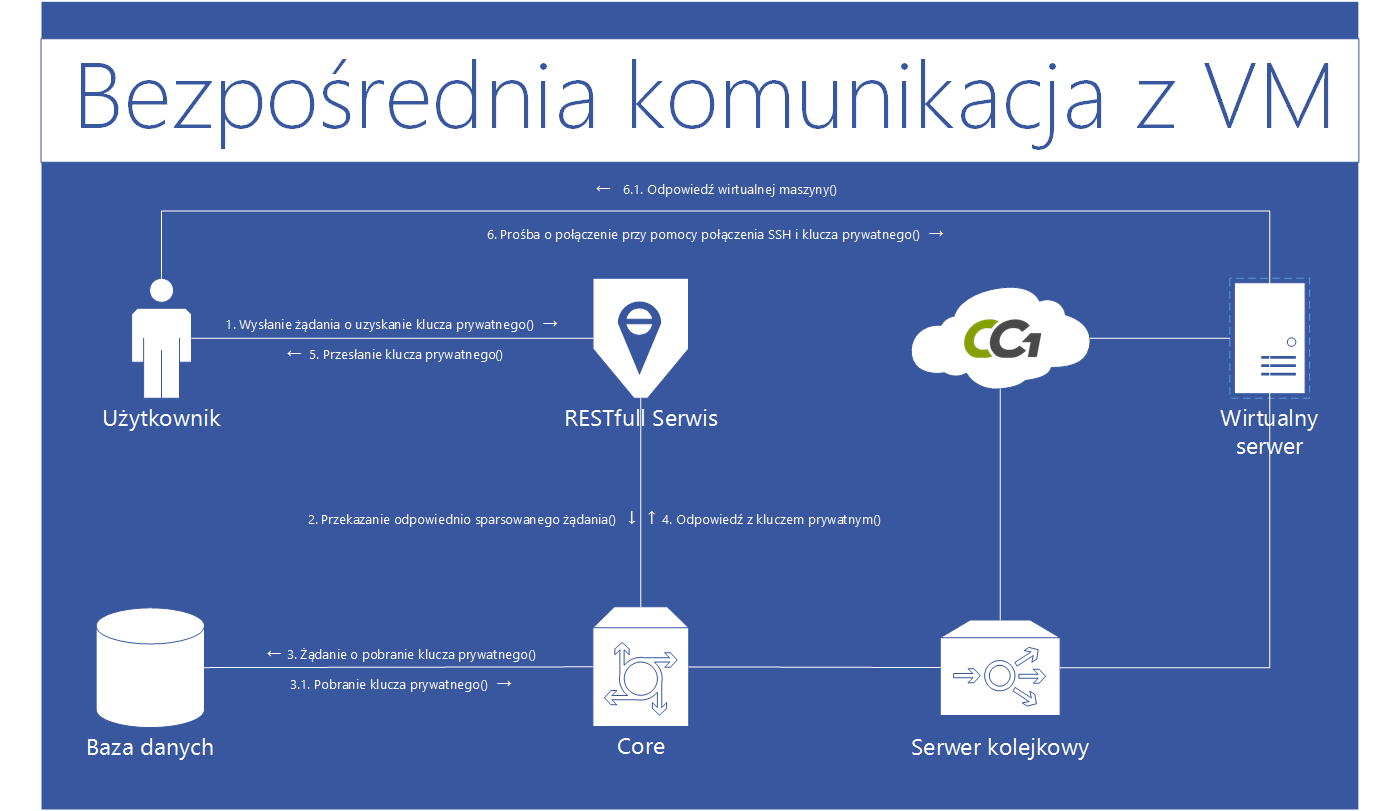 Bezpośrednia komunikacja z VM
← 6.1. Odpowiedź wirtualnej maszyny()
6. Prośba o połączenie przy pomocy połączenia SSH i klucza prywatnego() →
1. Wysłanie żądania o uzyskanie klucza prywatnego() →
← 5. Przesłanie klucza prywatnego()
CC1
Użytkownik
RESTfull Serwis
Wirtualny
serwer
2. Przekazanie odpowiednio sparsowanego żądania() ↓
↑ 4. Odpowiedź z kluczem prywatnym()
← 3. Żądanie o pobranie klucza prywatnego()
3.1. Pobranie klucza prywatnego() →
Baza danych
Core
Serwer kolejkowy